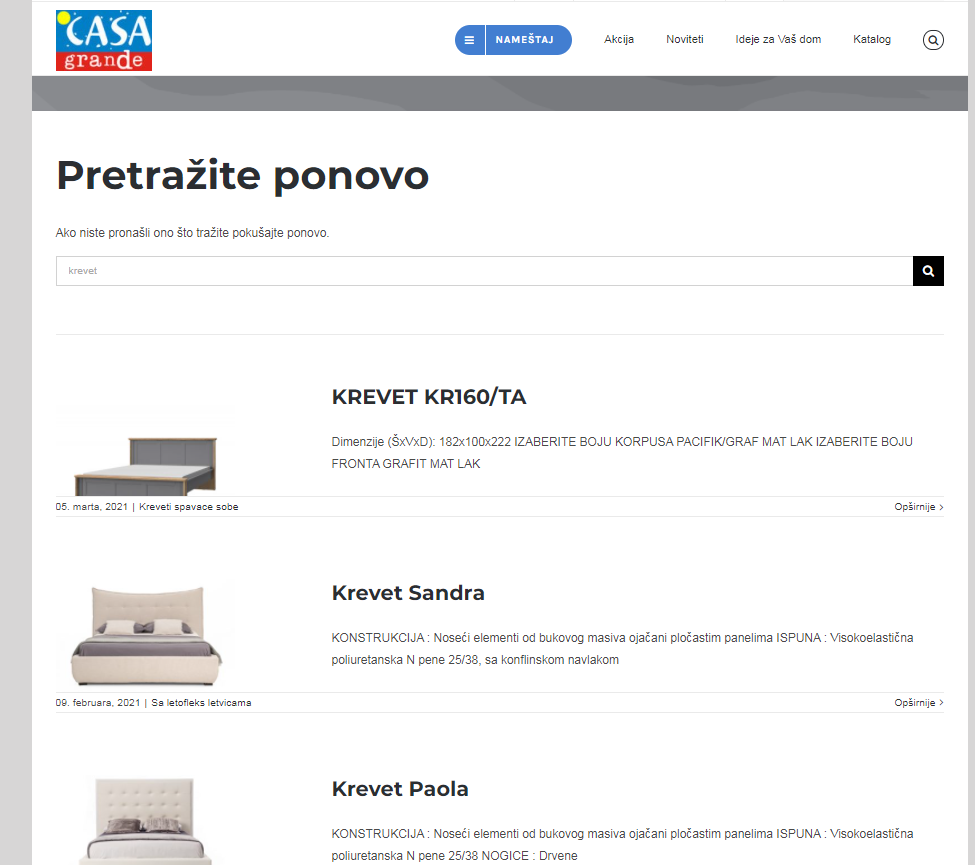 CASA
grande
NAMEŠTAJ
Akcija
Noviteti
Ideje za Vaš dom
Katalog
Pretražite ponovo
Ako niste pronašli ono što tražite pokušajte ponovo.
krevet
KREVET KR160/TA
Dimenzije (ŠxVxD): 182x100x222 IZABERITE BOJU KORPUSA PACIFIK/GRAF MAT LAK IZABERITE BOJU
FRONTA GRAFIT MAT LAK
05. marta, 2021 | Kreveti spavace sobe
Opširnije >
Krevet Sandra
KONSTRUKCIJA : Noseći elementi od bukovog masiva ojačani pločastim panelima ISPUNA : Visokoelastična
poliuretanska N pene 25/38, sa konflinskom navlakom
09. februara, 2021 | Sa letofleks letvicama
Opširnije >
Krevet Paola
KONSTRUKCIJA : Noseći elementi od bukovog masiva ojačani pločastim panelima ISPUNA : Visokoelastična
poliuretanska N pene 25/38 NOGICE : Drvene